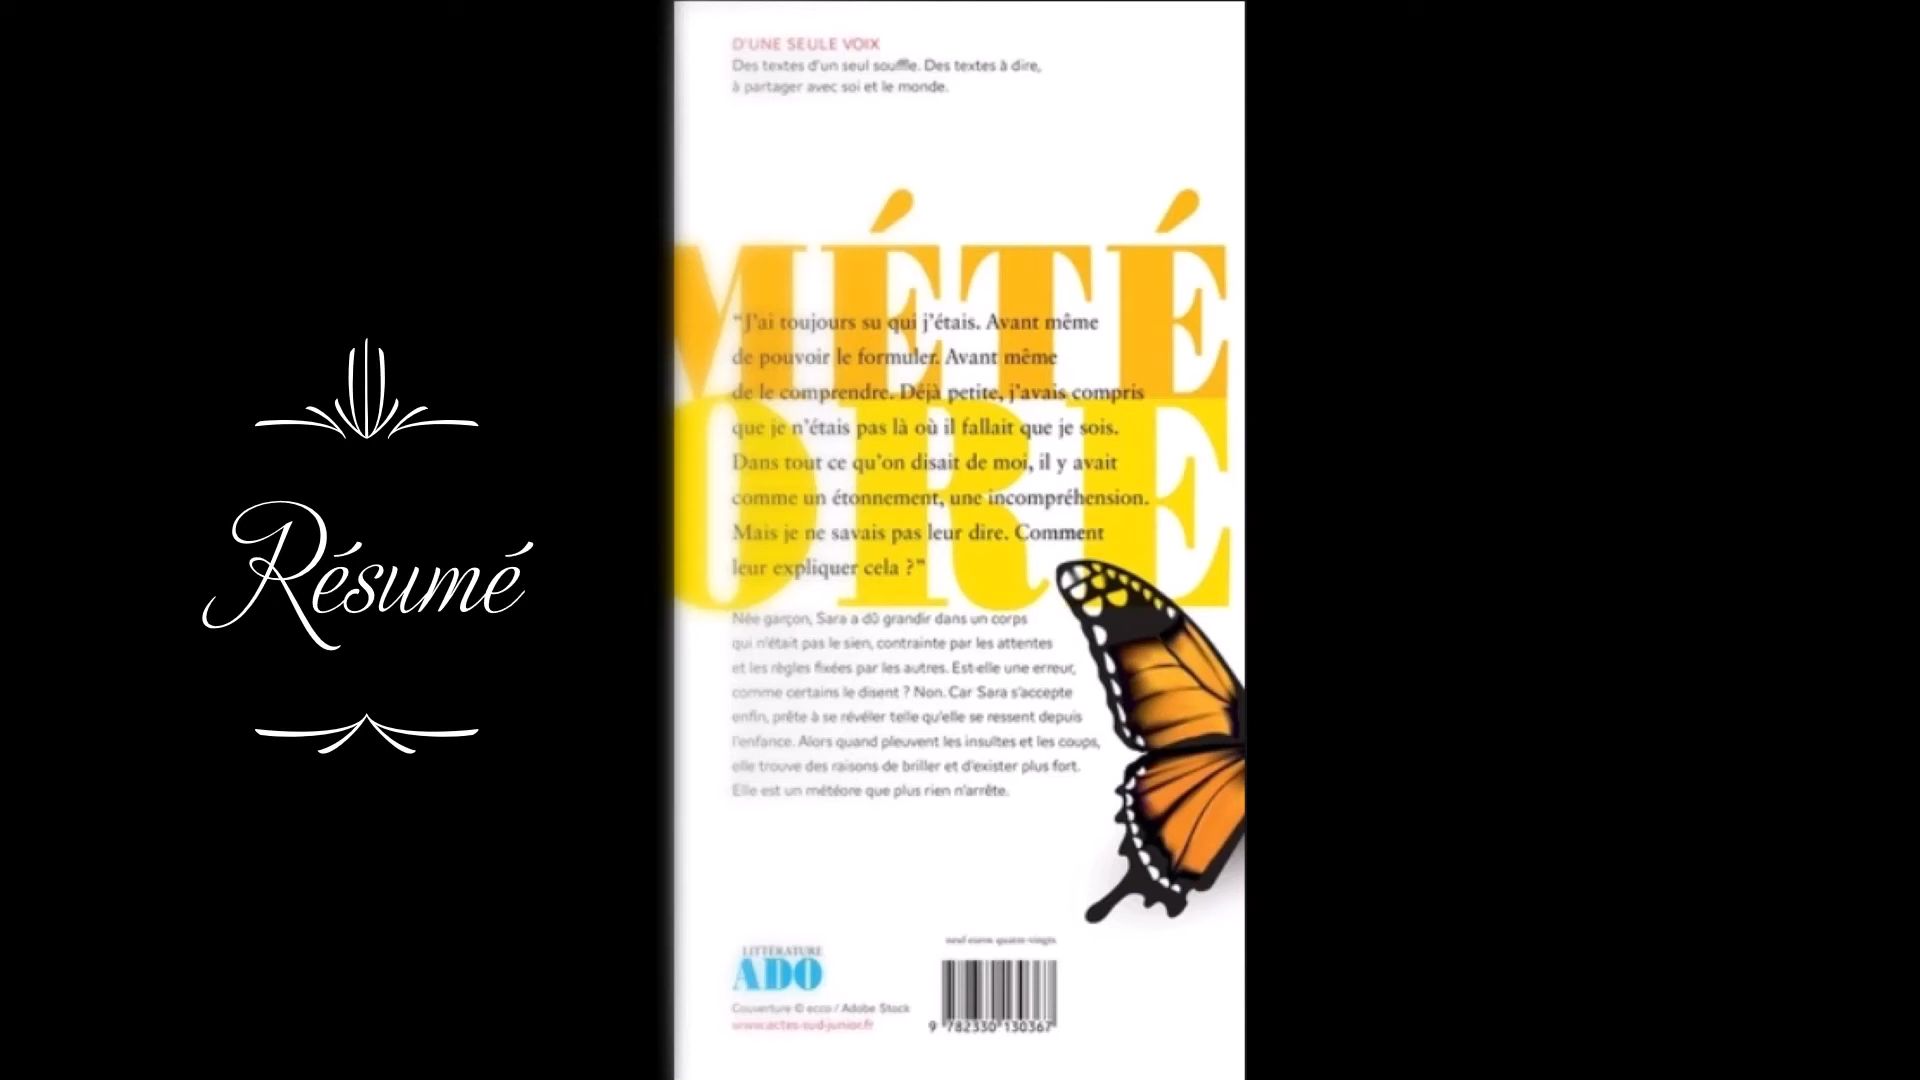 Résumé
D'UNE SEULE VOIX
Des textes d'un seul souffle. Des textes à dire,
à partager avec soi et le monde.
MÉTÉ
ORE
“J'ai toujours su qui j'étais. Avant même
de pouvoir le formuler. Avant même
de le comprendre. Déjà petite, j'avais compris
que je n'étais pas là où il fallait que je sois.
Dans tout ce qu'on disait de moi, il y avait
comme un étonnement, une incompréhension.
Mais je ne savais pas leur dire. Comment
leur expliquer cela ?”
Née garçon, Sara a dû grandir dans un corps
qui n'était pas le sien, contrainte par les attentes
et les règles fixées par les autres. Est-elle une erreur,
comme certains le disent ? Non. Car Sara s'accepte
enfin, prête à se révéler telle qu'elle se ressent depuis
l'enfance. Alors quand pleuvent les insultes et les coups,
elle trouve des raisons de briller et d'exister plus fort.
Elle est un météore que plus rien n'arrête.
neuf euros quatre-vingts
LITTÉRATURE
ADO
Couverture © ecco / Adobe Stock
www.actes-sud-junior.fr
9 782330 130367